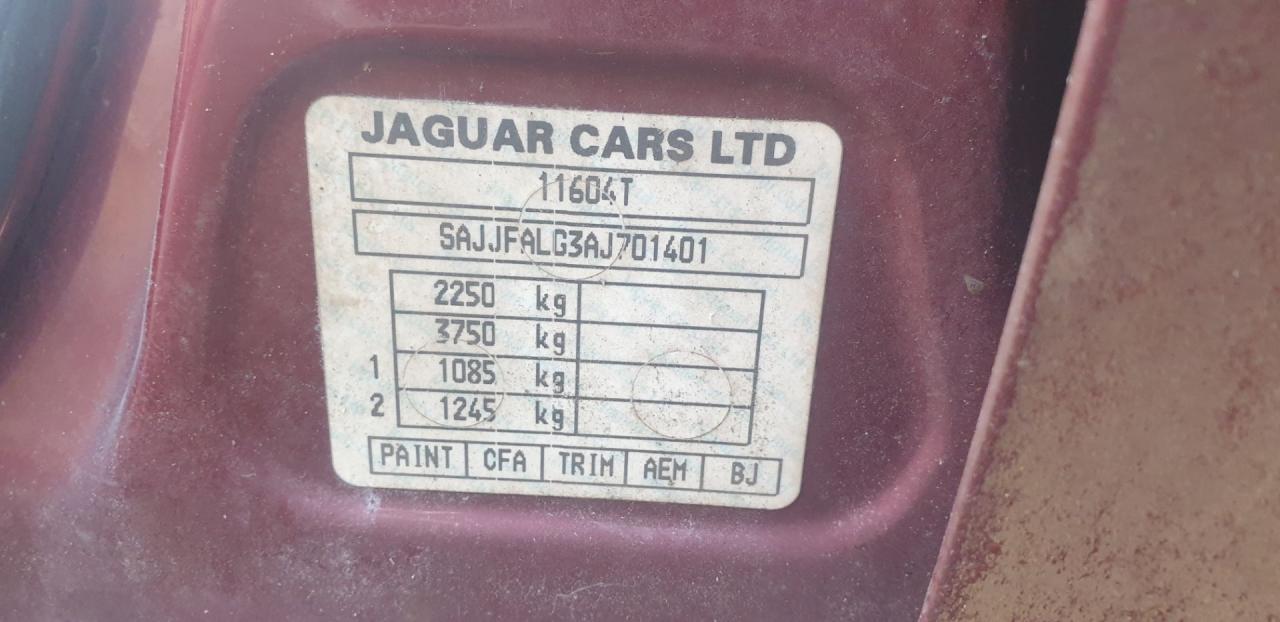 JAGUAR CARS LTD
11604T
SAJJFALG3AJ701401
2250 kg
3750 kg
1 1085 kg
2 1245 kg
PAINT CFA TRIM AEM BJ